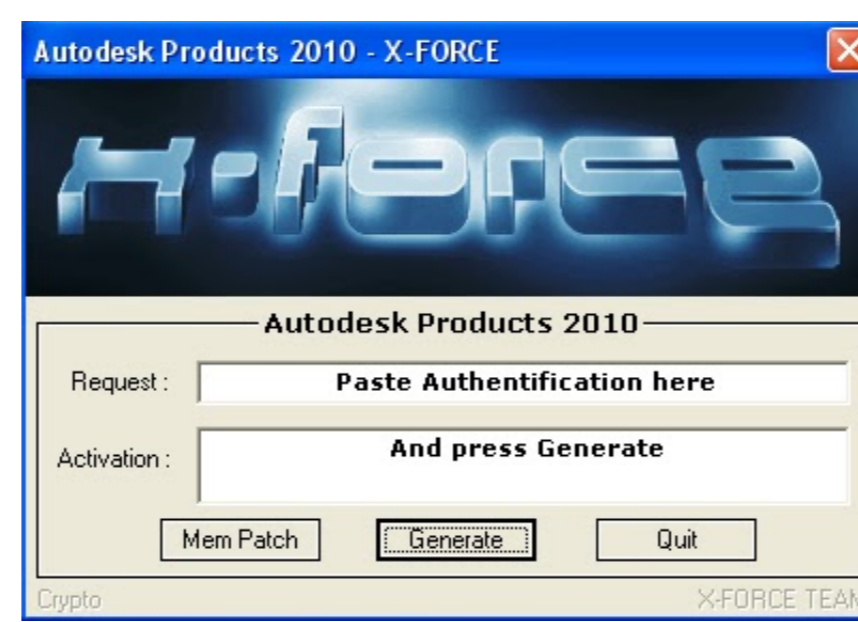 Autodesk Products 2010 - X-FORCE
x-force
Autodesk Products 2010
Request :
Paste Authentification here
Activation :
And press Generate
Mem Patch
Generate
Quit
Crypto
X-FORCE TEAM